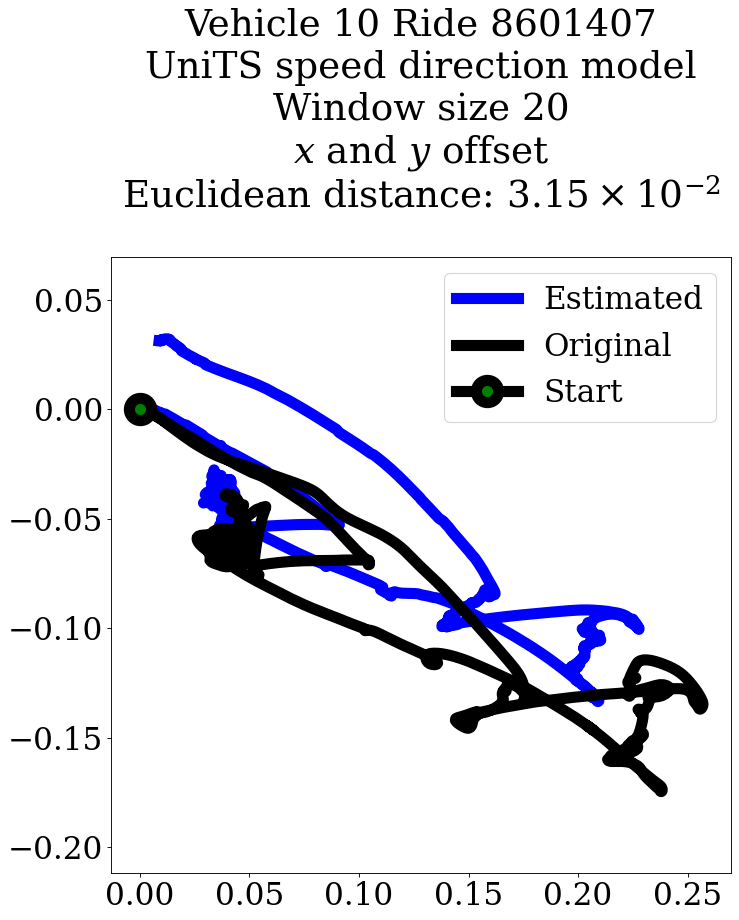 Vehicle 10 Ride 8601407
UniTS speed direction model
Window size 20
x and y offset
Euclidean distance: 3.15 × 10⁻²
Estimated
Original
Start
0.05
0.00
−0.05
−0.10
−0.15
−0.20
0.00 0.05 0.10 0.15 0.20 0.25